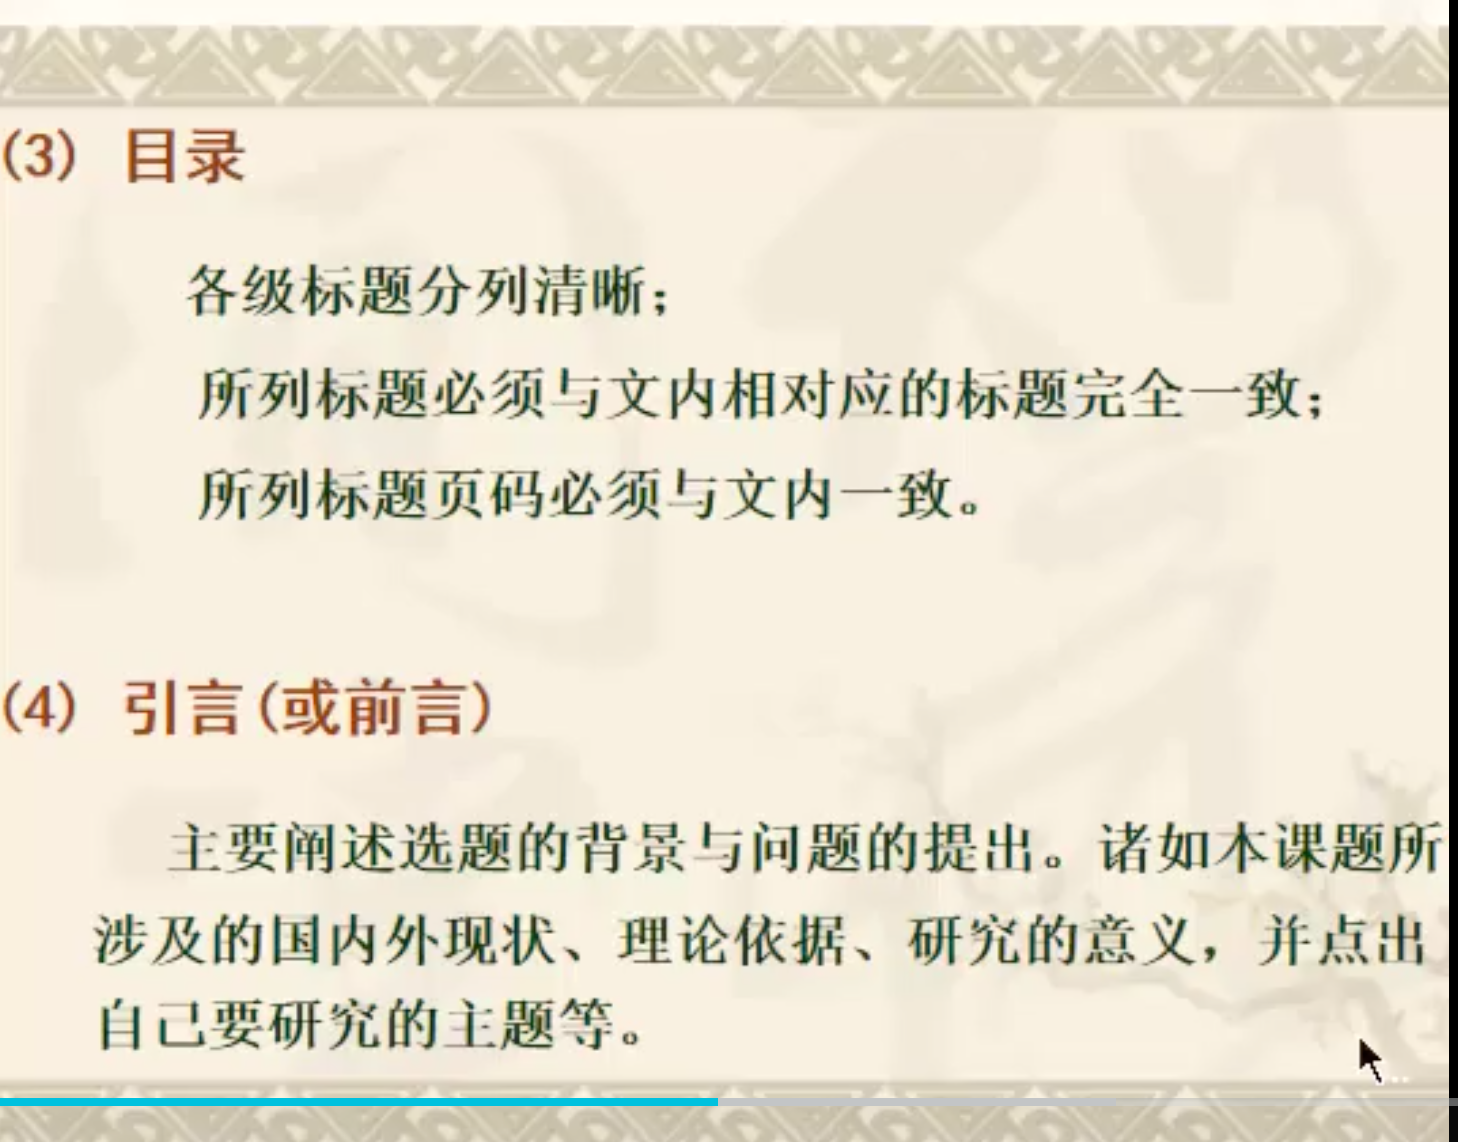 (3) 目录
各级标题分列清晰；
所列标题必须与文内相对应的标题完全一致；
所列标题页码必须与文内一致。
(4) 引言(或前言)
主要阐述选题的背景与问题的提出。诸如本课题所
涉及的国内外现状、理论依据、研究的意义，并点出
自己要研究的主题等。